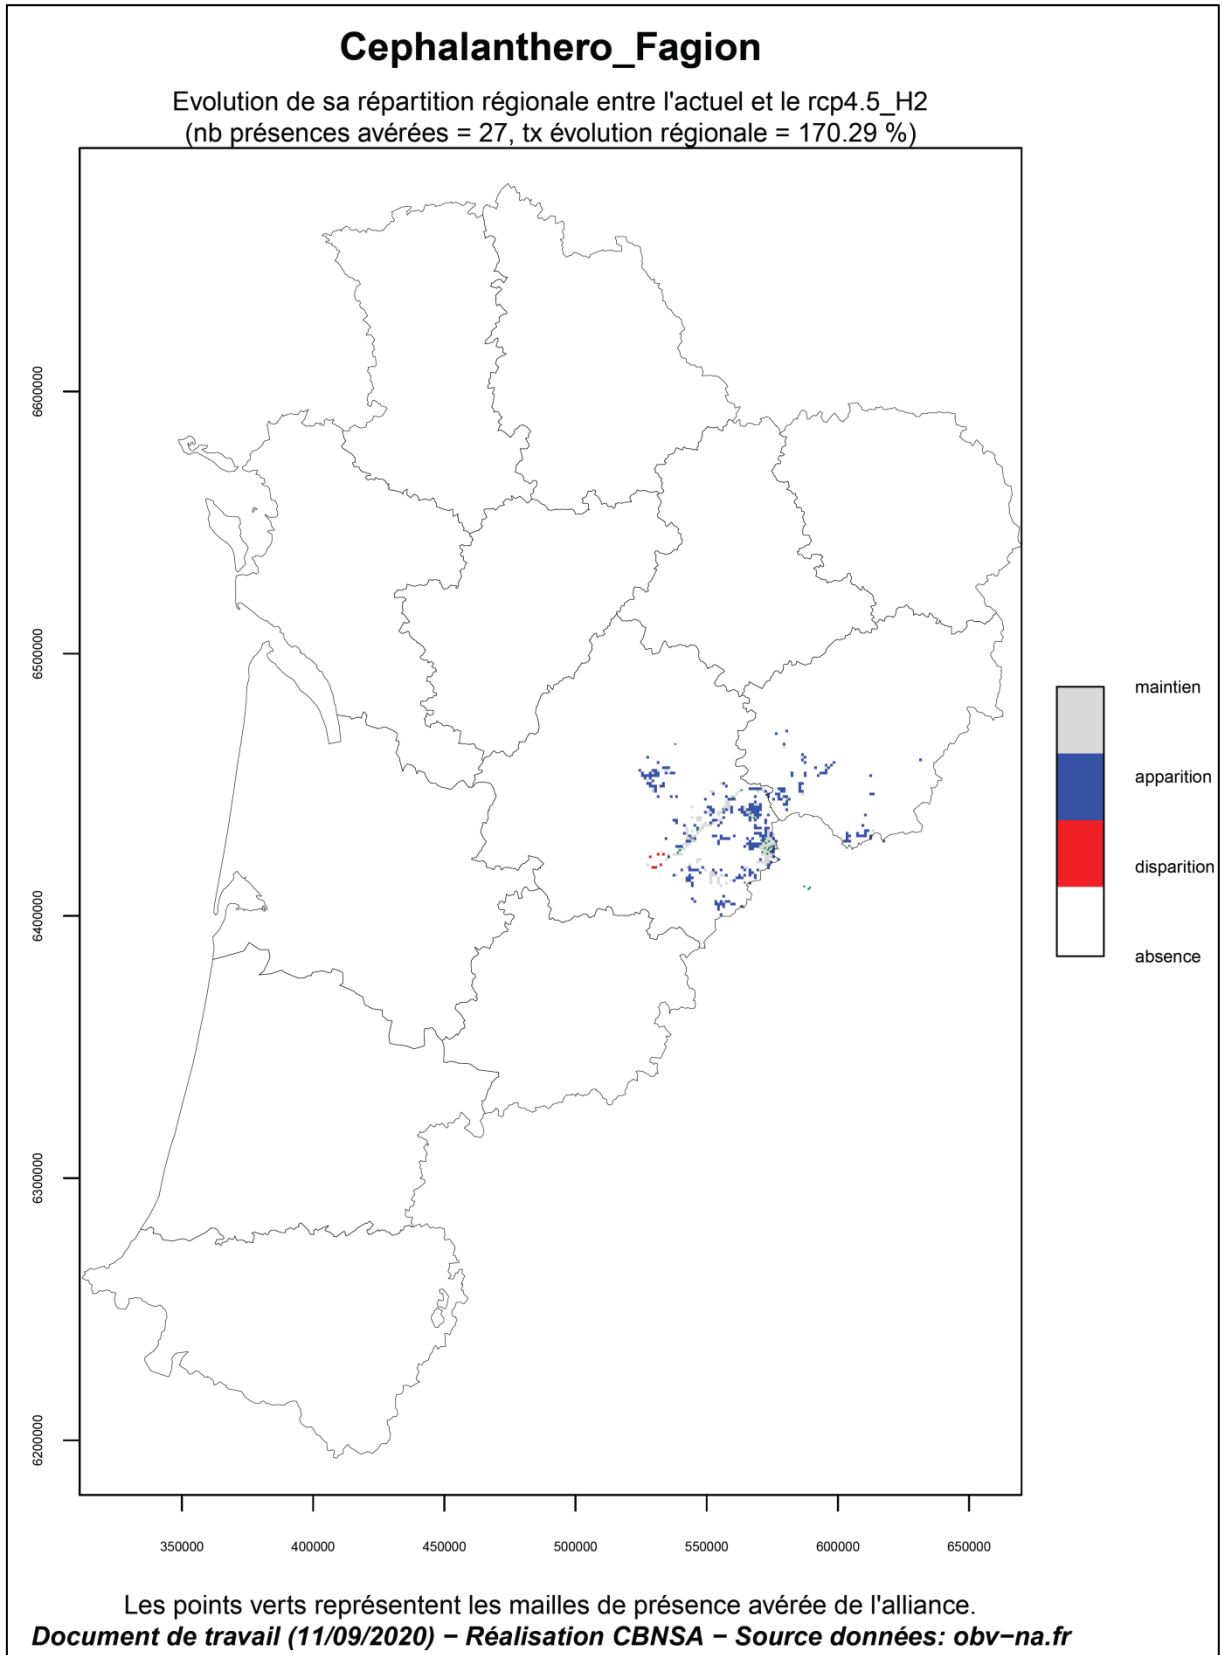 Cephalanthero_Fagion
Evolution de sa répartition régionale entre l'actuel et le rcp4.5_H2
(nb présences avérées = 27, tx évolution régionale = 170.29 %)
6600000
6500000
6400000
6300000
6200000
maintien
apparition
disparition
absence
350000 400000 450000 500000 550000 600000 650000
Les points verts représentent les mailles de présence avérée de l'alliance.
Document de travail (11/09/2020) − Réalisation CBNSA − Source données: obv−na.fr